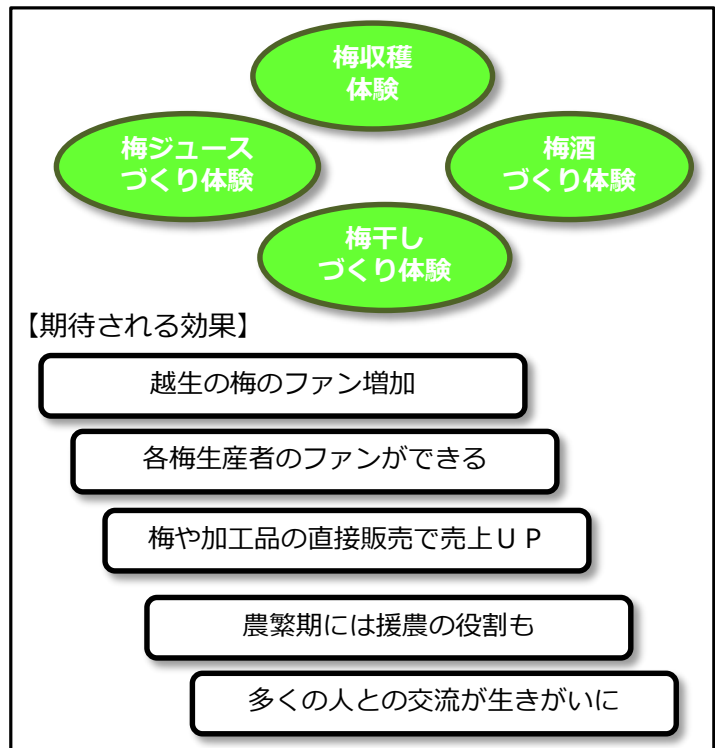 梅収穫
体験
梅ジュース
づくり体験
梅酒
づくり体験
梅干し
づくり体験
【期待される効果】
越生の梅のファン増加
各梅生産者のファンができる
梅や加工品の直接販売で売上ＵＰ
農繁期には援農の役割も
多くの人との交流が生きがいに